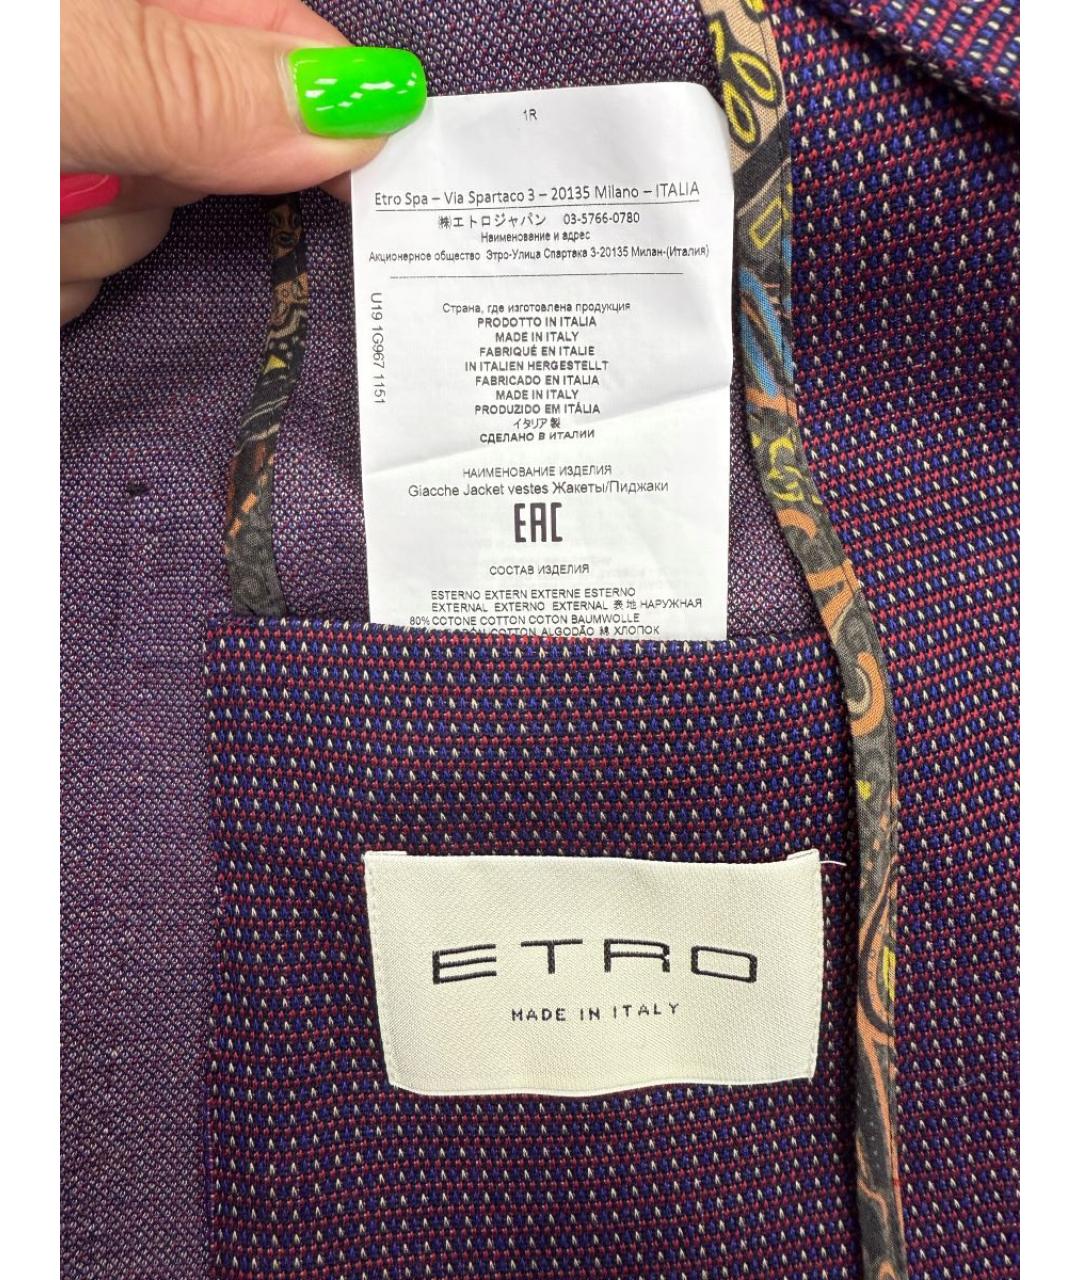 1R
Etro Spa – Via Spartaco 3 – 20135 Milano – ITALIA
㈱エトロジャパン 03-5766-0780
Наименование и адрес
Акционерное общество Этро-Улица Спартака 3-20135 Милан-(Италия)
U19 1G967 1151
Страна, где изготовлена продукция
PRODOTTO IN ITALIA
MADE IN ITALY
FABRIQUÉ EN ITALIE
IN ITALIEN HERGESTELLT
FABRICADO EN ITALIA
MADE IN ITALY
PRODUZIDO EM ITÁLIA
イタリア 製
СДЕЛАНО В ИТАЛИИ
НАИМЕНОВАНИЕ ИЗДЕЛИЯ
Giacche Jacket vestes Жакеты/Пиджаки
EAC
СОСТАВ ИЗДЕЛИЯ
ESTERNO EXTERN EXTERNE ESTERNO
EXTERNAL EXTERNO EXTERNAL 表 地 НАРУЖНАЯ
80% COTONE COTTON COTON BAUMWOLLE
COTTON ALGODÃO 綿 ХЛОПОК
ETRO
MADE IN ITALY